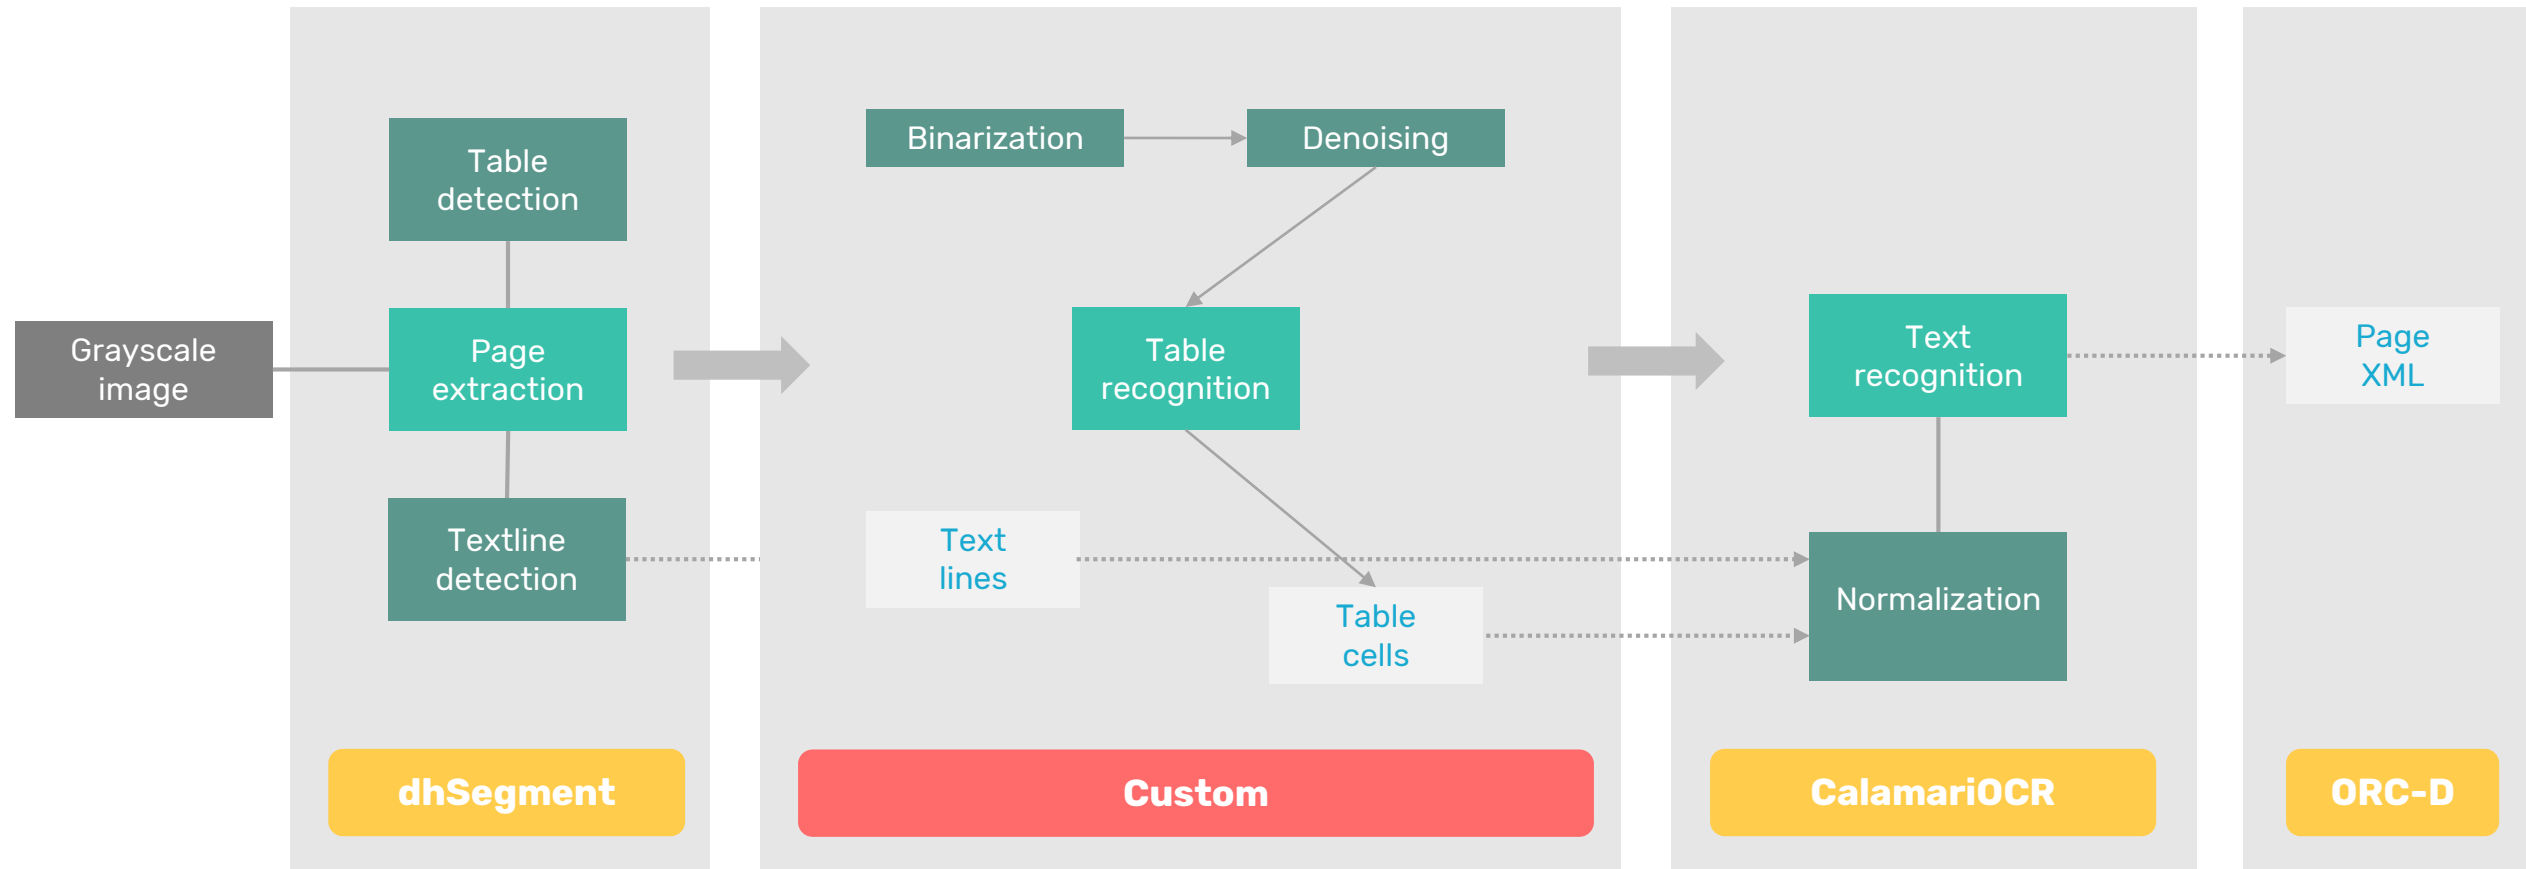 Grayscale
image
Table
detection
Page
extraction
Textline
detection
dhSegment
Binarization
Denoising
Table
recognition
Text
lines
Table
cells
Custom
Text
recognition
Normalization
CalamariOCR
Page
XML
ORC-D